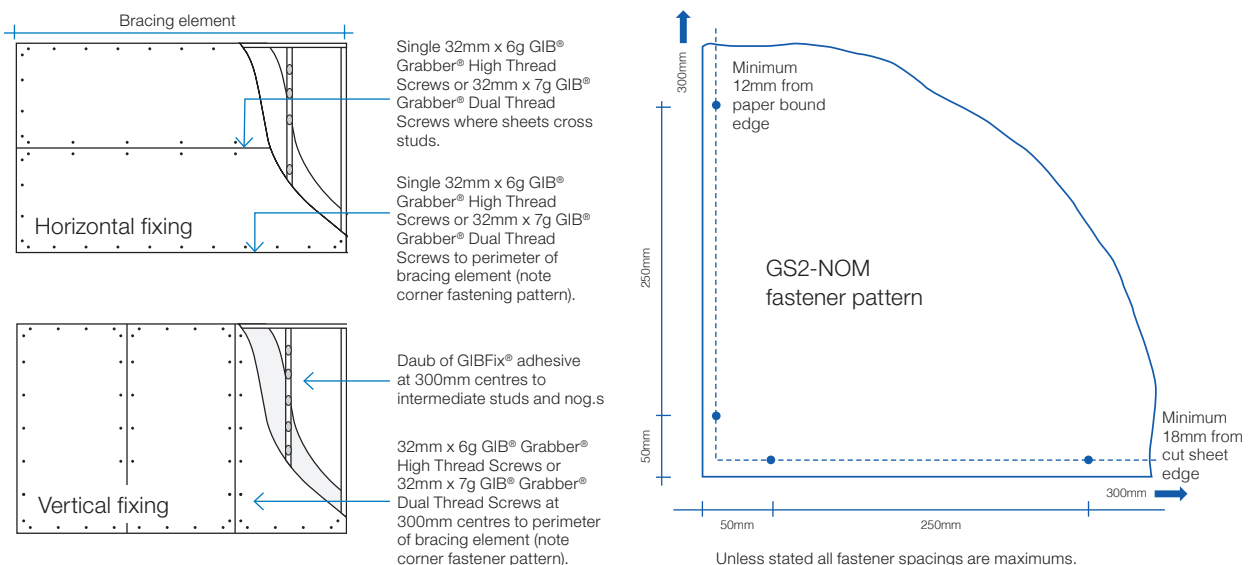 Bracing element
Single 32mm x 6g GIB®
Grabber® High Thread
Screws or 32mm x 7g GIB®
Grabber® Dual Thread
Screws where sheets cross
studs.
Single 32mm x 6g GIB®
Grabber® High Thread
Screws or 32mm x 7g GIB®
Grabber® Dual Thread
Screws to perimeter of
bracing element (note
corner fastening pattern).
Horizontal fixing
Daub of GIBFix® adhesive
at 300mm centres to
intermediate studs and nog.s
32mm x 6g GIB® Grabber®
High Thread Screws or
32mm x 7g GIB® Grabber®
Dual Thread Screws at
300mm centres to perimeter
of bracing element (note
corner fastener pattern).
Vertical fixing
300mm
Minimum
12mm from
paper bound
edge
250mm
GS2-NOM
fastener pattern
50mm
Minimum
18mm from
cut sheet
edge
300mm
50mm
250mm
Unless stated all fastener spacings are maximums.